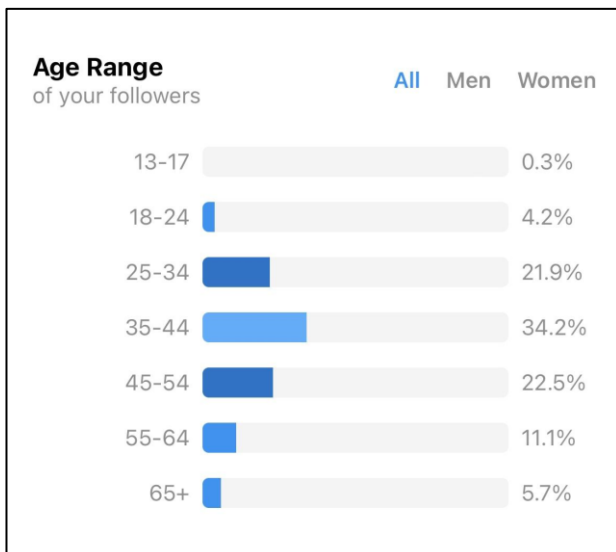 Age Range
of your followers
All Men Women
13-17 0.3%
18-24 4.2%
25-34 21.9%
35-44 34.2%
45-54 22.5%
55-64 11.1%
65+ 5.7%